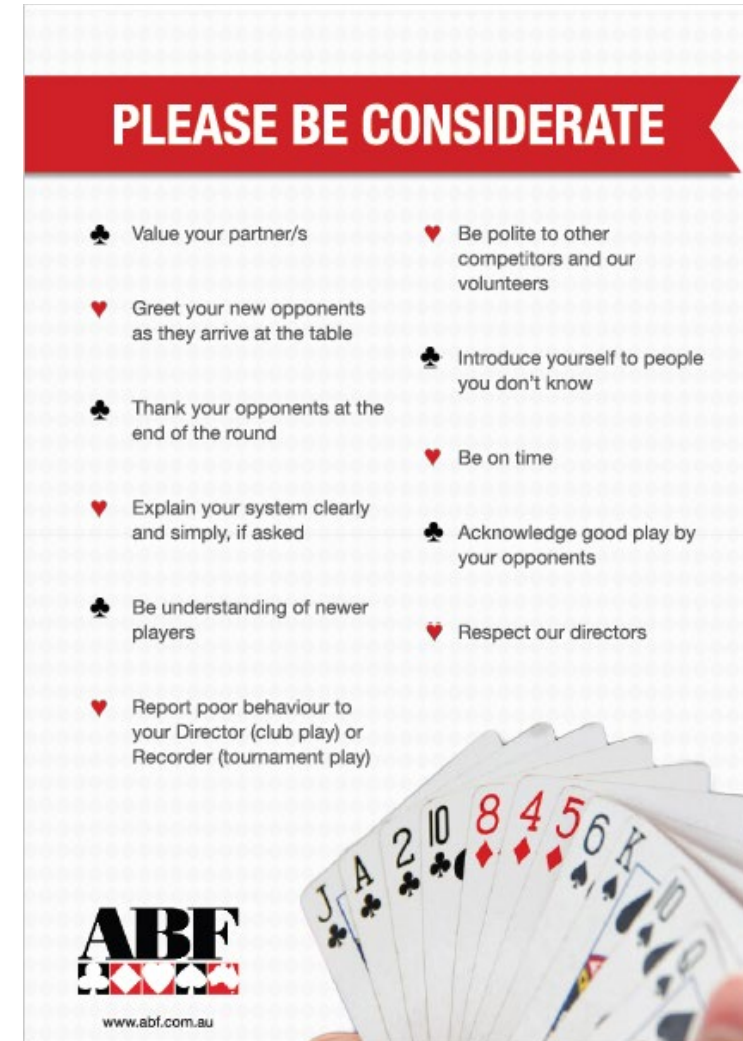 PLEASE BE CONSIDERATE
Value your partner/s
Greet your new opponents
as they arrive at the table
Thank your opponents at the
end of the round
Explain your system clearly
and simply, if asked
Be understanding of newer
players
Report poor behaviour to
your Director (club play) or
Recorder (tournament play)
Be polite to other
competitors and our
volunteers
Introduce yourself to people
you don't know
Be on time
Acknowledge good play by
your opponents
Respect our directors
J A 2 10 8 4 5 6 K 10 Q
ABF
www.abf.com.au